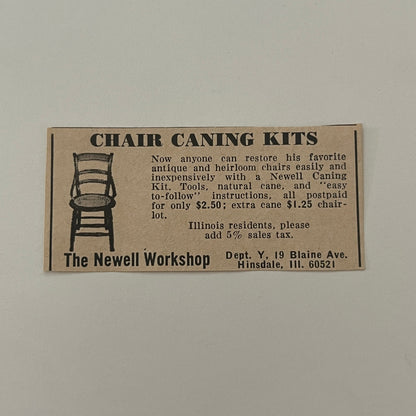 CHAIR CANING KITS
Now anyone can restore his favorite
antique and heirloom chairs easily and
inexpensively with a Newell Caning
Kit. Tools, natural cane, and "easy
to-follow" instructions, all postpaid
for only $2.50; extra cane $1.25 chair-
lot.
Illinois residents, please
add 5% sales tax.
The Newell Workshop
Dept. Y, 19 Blaine Ave.
Hinsdale, Ill. 60521